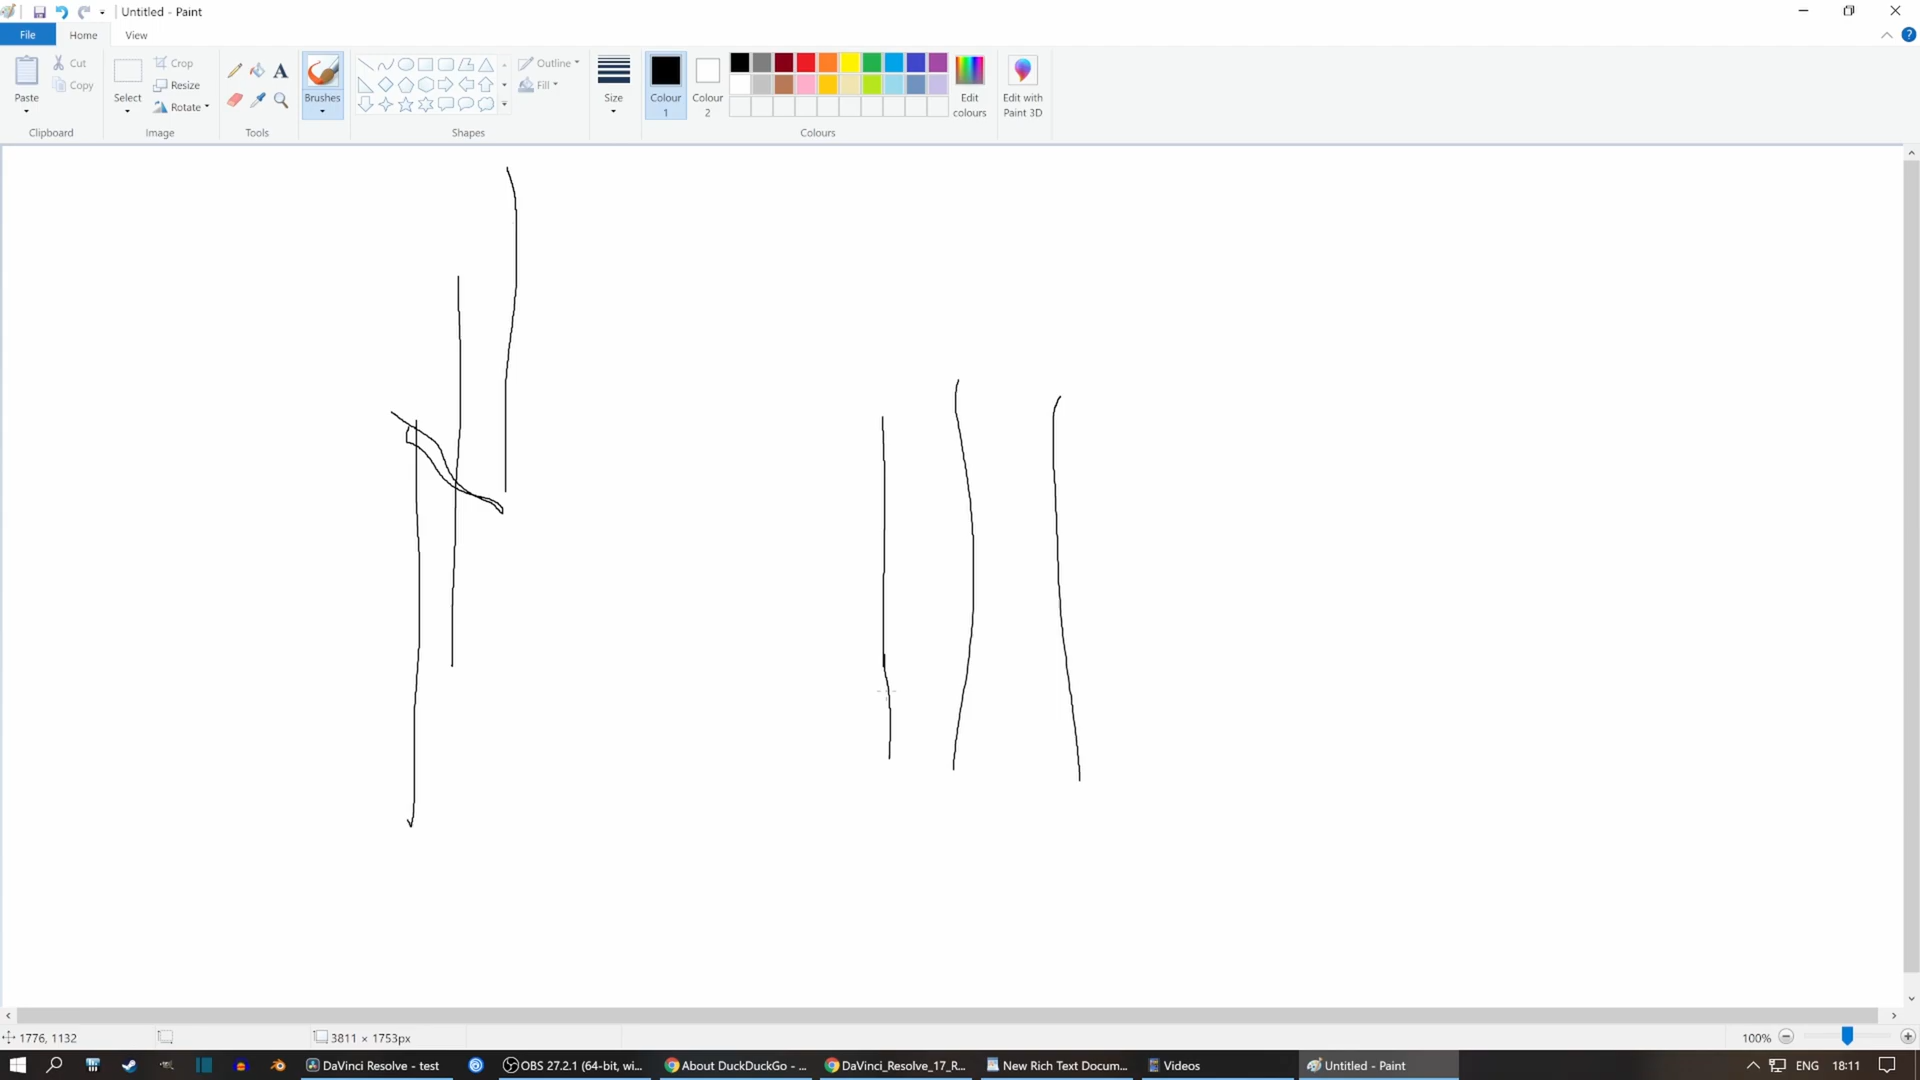 Untitled - Paint
File Home View
Paste
Cut
Copy
Clipboard
Select
Crop
Resize
Rotate
Image
A
Tools
Brushes
Outline
Fill
Shapes
Size
Colour 1
Colour 2
Edit colours
Colours
Edit with Paint 3D
1776, 1132
3811 × 1753px
100%
DaVinci Resolve - test
OBS 27.2.1 (64-bit, wi...
About DuckDuckGo - ...
DaVinci_Resolve_17_R...
New Rich Text Docum...
Videos
Untitled - Paint
ENG
18:11